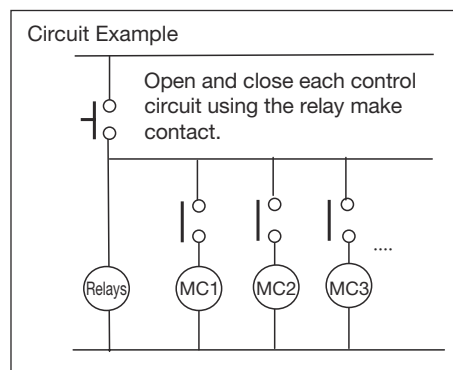 Circuit Example
Open and close each control
circuit using the relay make
contact.
....
Relays
MC1
MC2
MC3